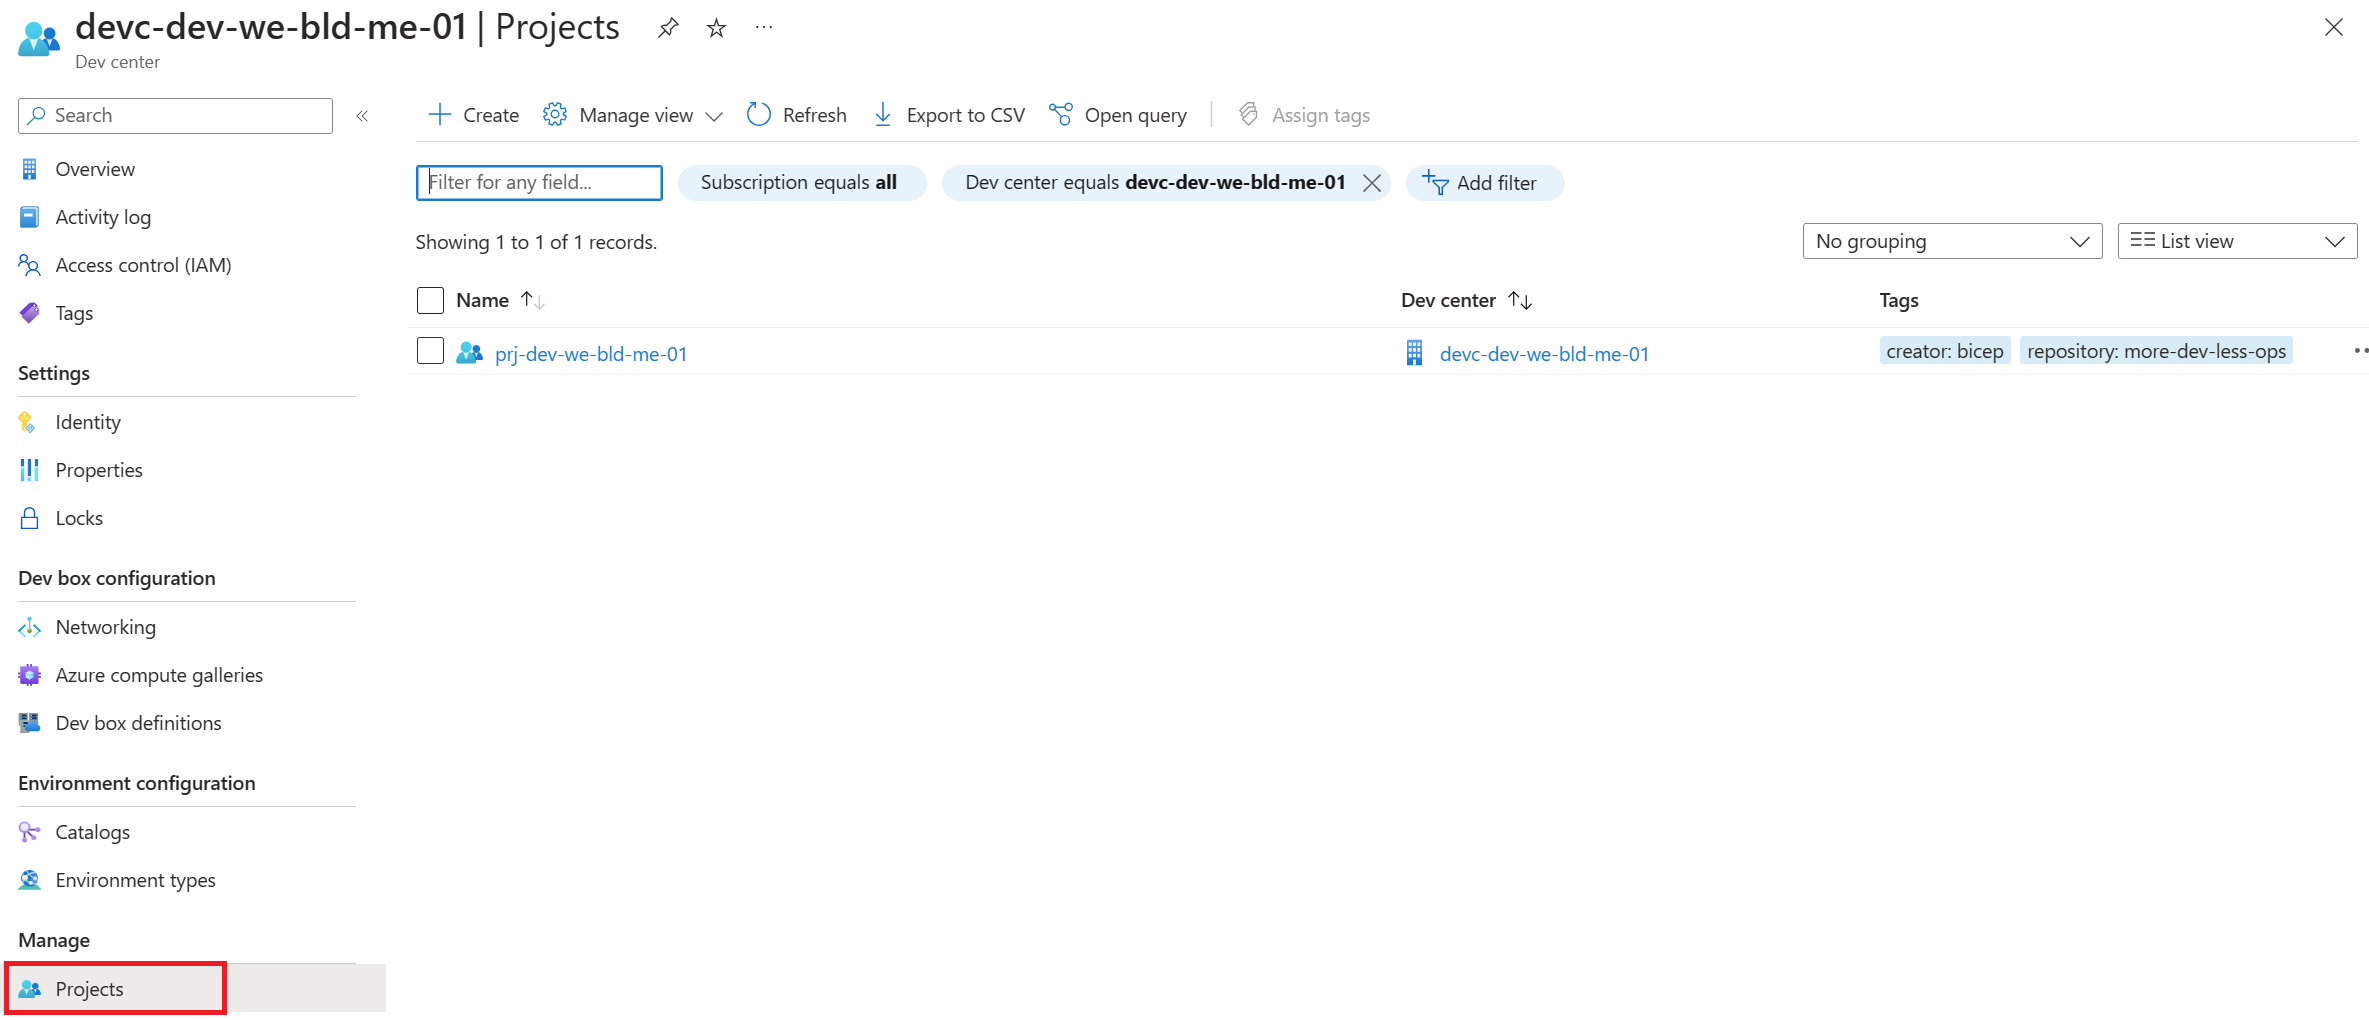 devc-dev-we-bld-me-01 | Projects
Dev center
Search
Overview
Activity log
Access control (IAM)
Tags
Settings
Identity
Properties
Locks
Dev box configuration
Networking
Azure compute galleries
Dev box definitions
Environment configuration
Catalogs
Environment types
Manage
Projects
Create Manage view Refresh Export to CSV Open query Assign tags
Filter for any field... Subscription equals all Dev center equals devc-dev-we-bld-me-01 Add filter
Showing 1 to 1 of 1 records. No grouping List view
Name Dev center Tags
prj-dev-we-bld-me-01 devc-dev-we-bld-me-01 creator: bicep repository: more-dev-less-ops